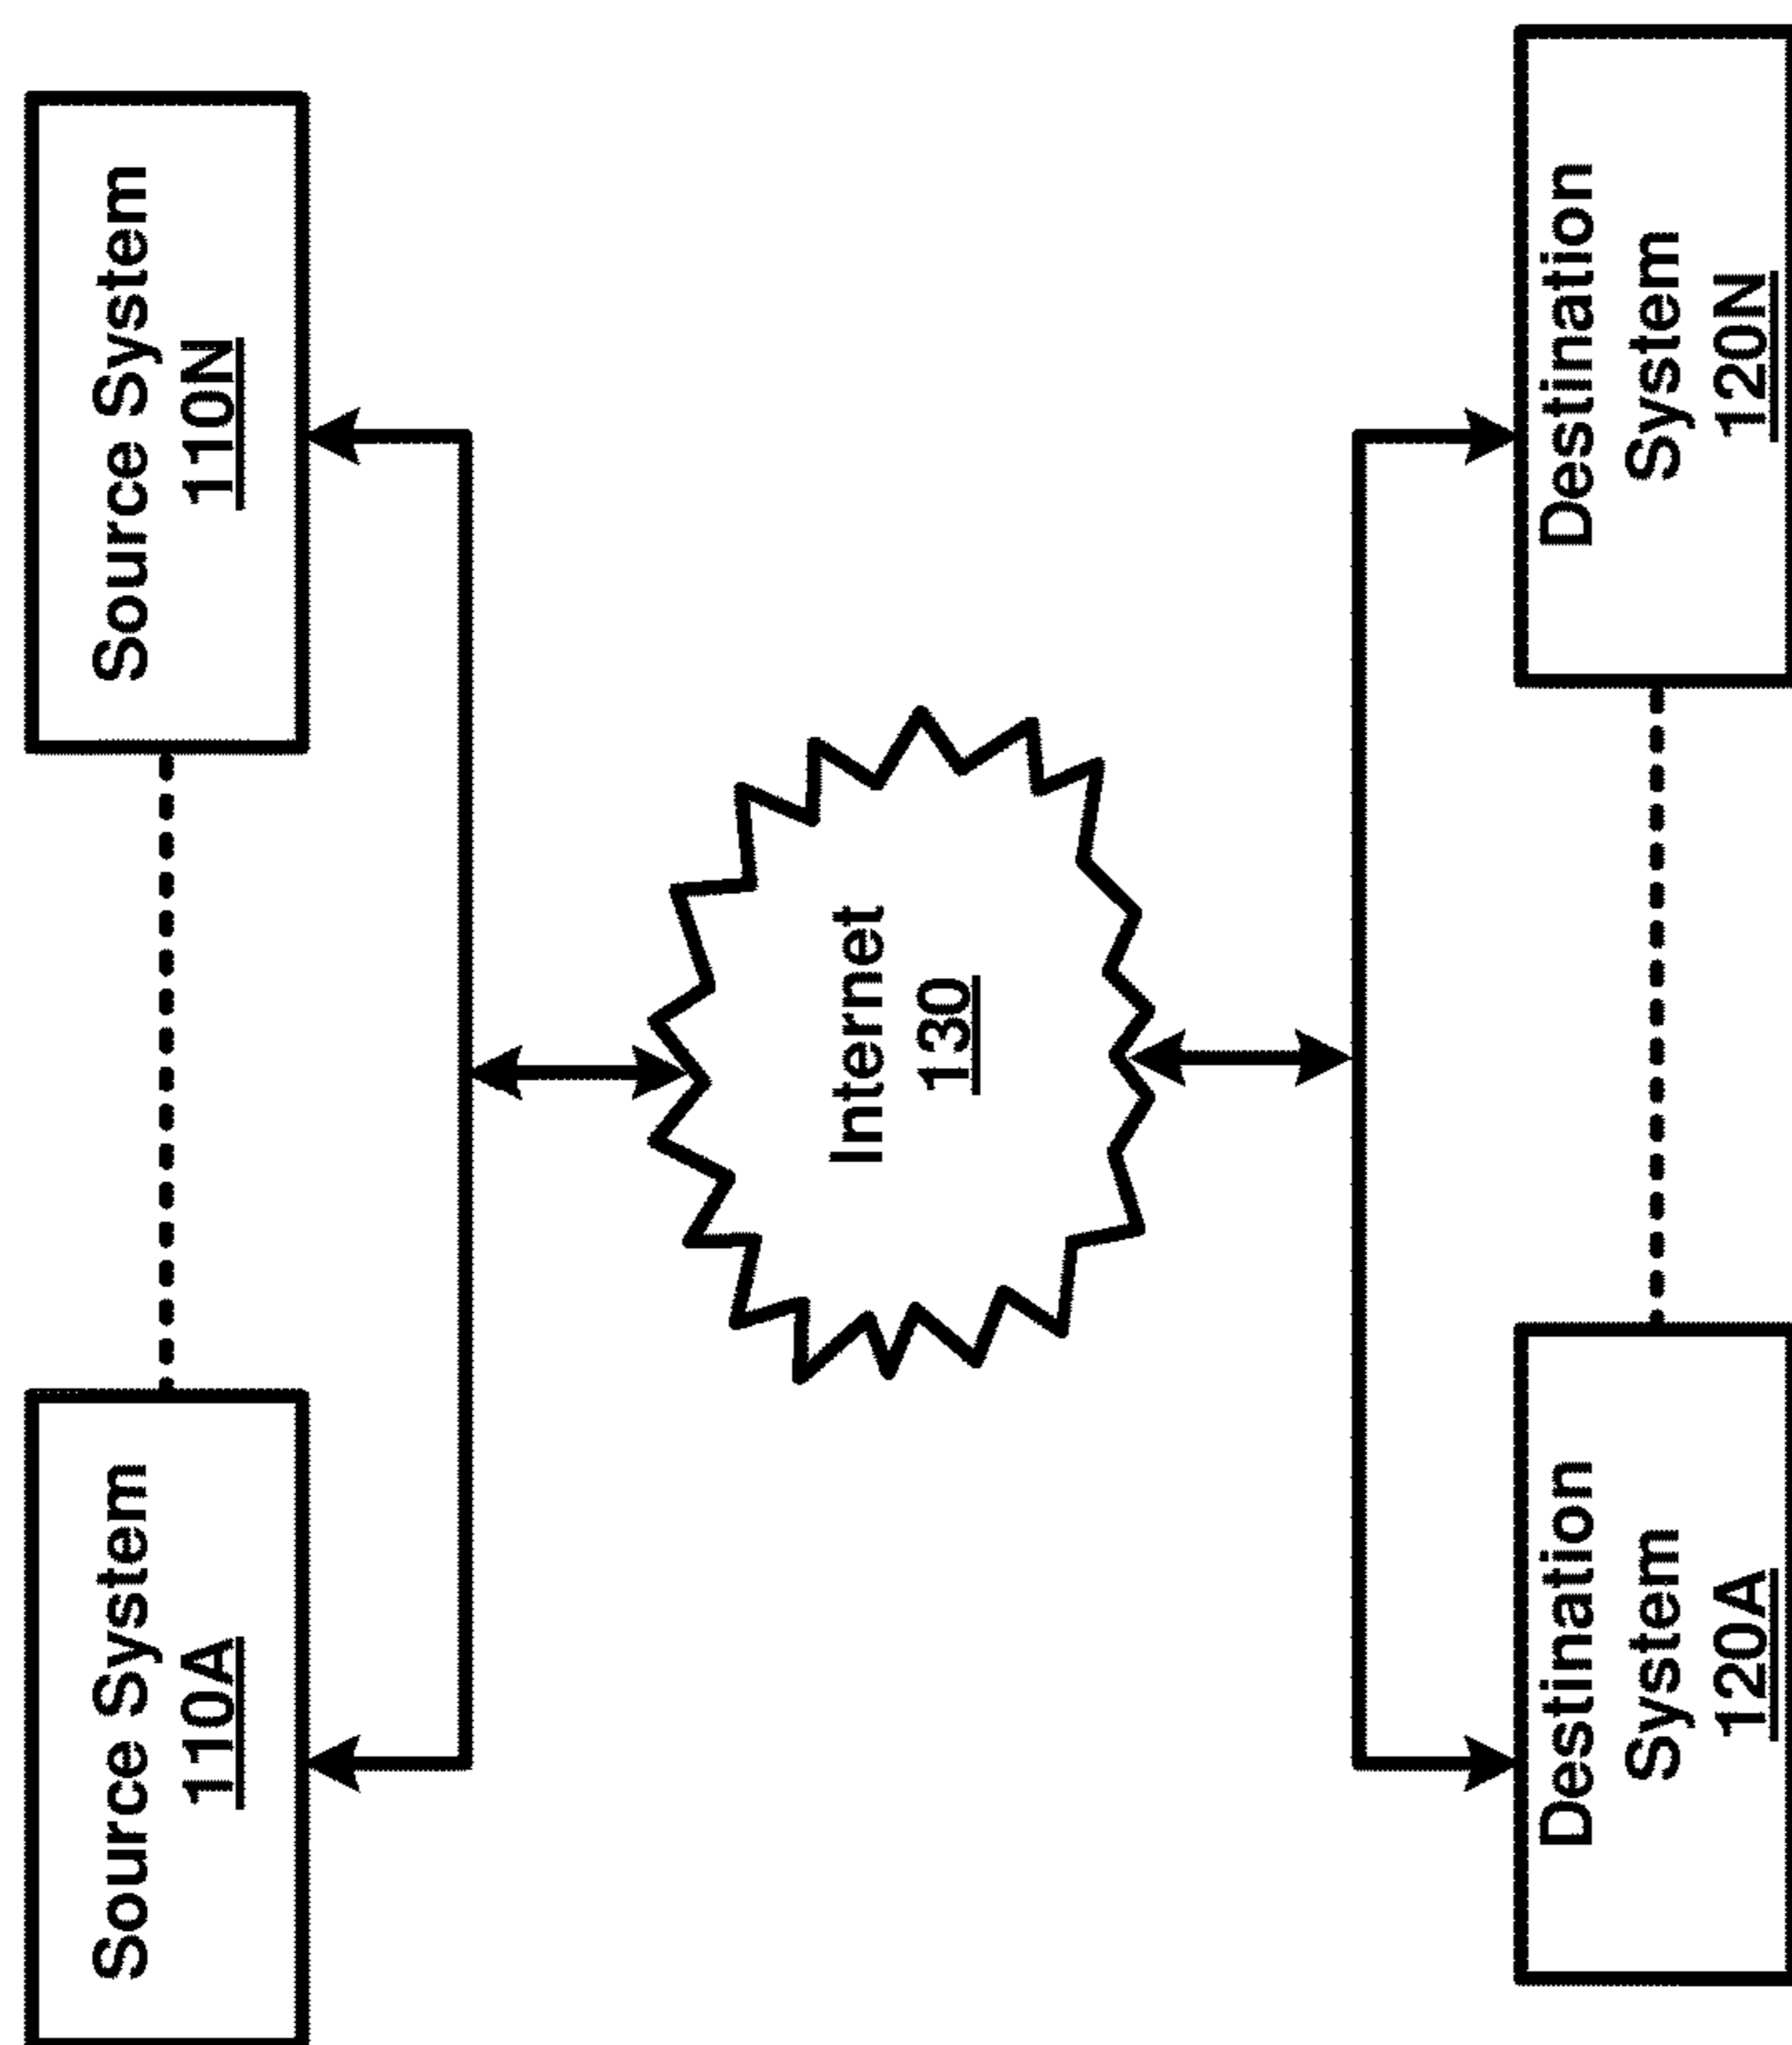 Source System
110A
Source System
110N
Internet
130
Destination
System
120A
Destination
System
120N